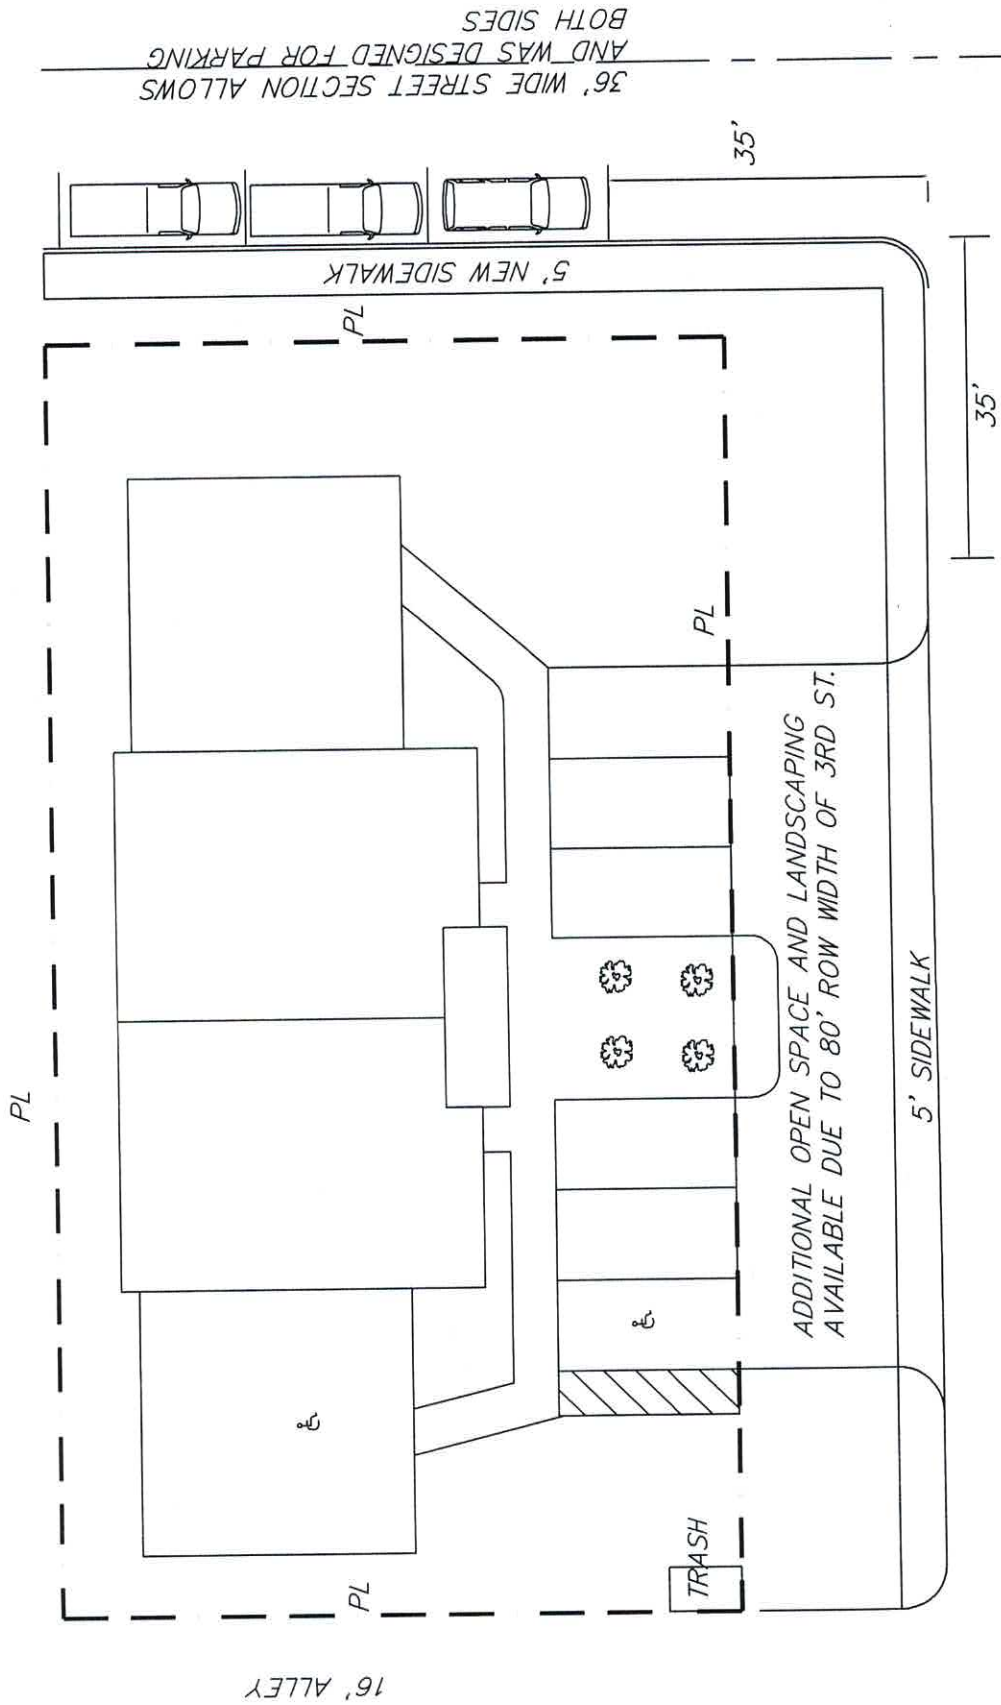 36' WIDE STREET SECTION ALLOWS
AND WAS DESIGNED FOR PARKING
BOTH SIDES
35'
5' NEW SIDEWALK
PL
35'
PL
PL
ADDITIONAL OPEN SPACE AND LANDSCAPING
AVAILABLE DUE TO 80' ROW WIDTH OF 3RD ST.
5' SIDEWALK
TRASH
PL
16' ALLEY